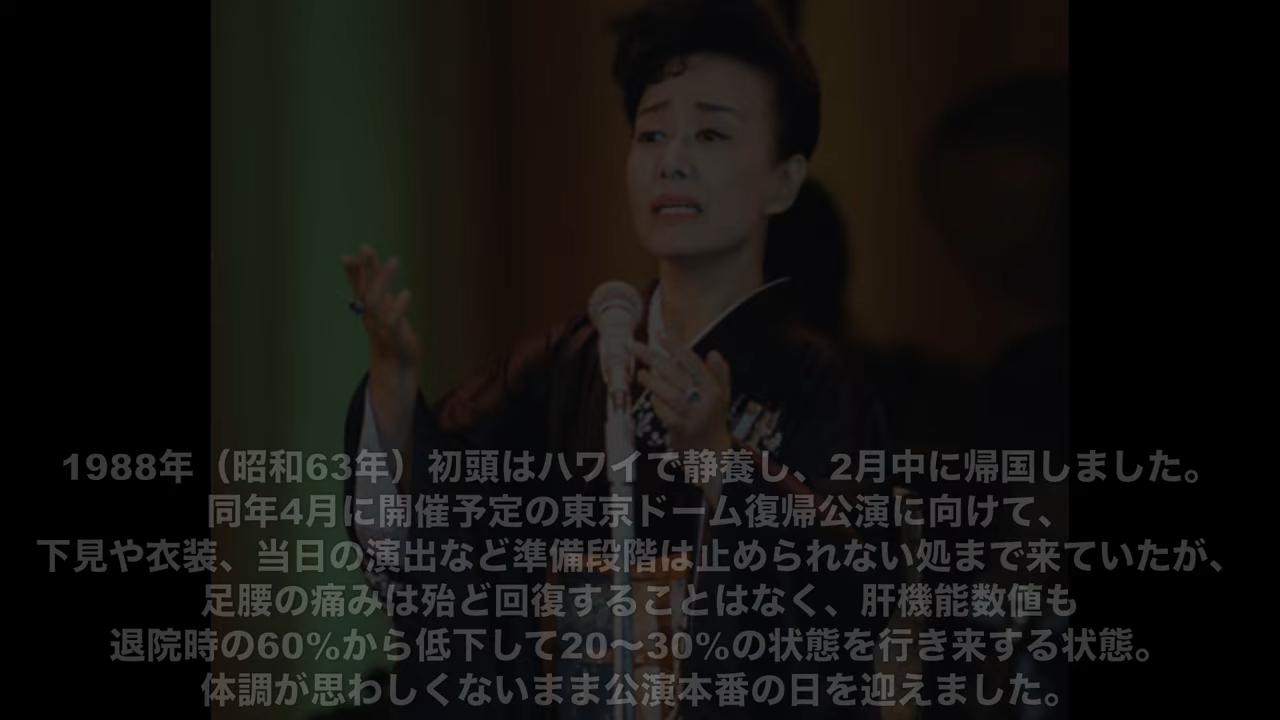 1988年（昭和63年）初頭はハワイで静養し、2月中に帰国しました。
同年4月に開催予定の東京ドーム復帰公演に向けて、
下見や衣装、当日の演出など準備段階は止められない処まで来ていたが、
足腰の痛みは殆ど回復することはなく、肝機能数値も
退院時の60％から低下して20〜30％の状態を行き来する状態。
体調が思わしくないまま公演本番の日を迎えました。